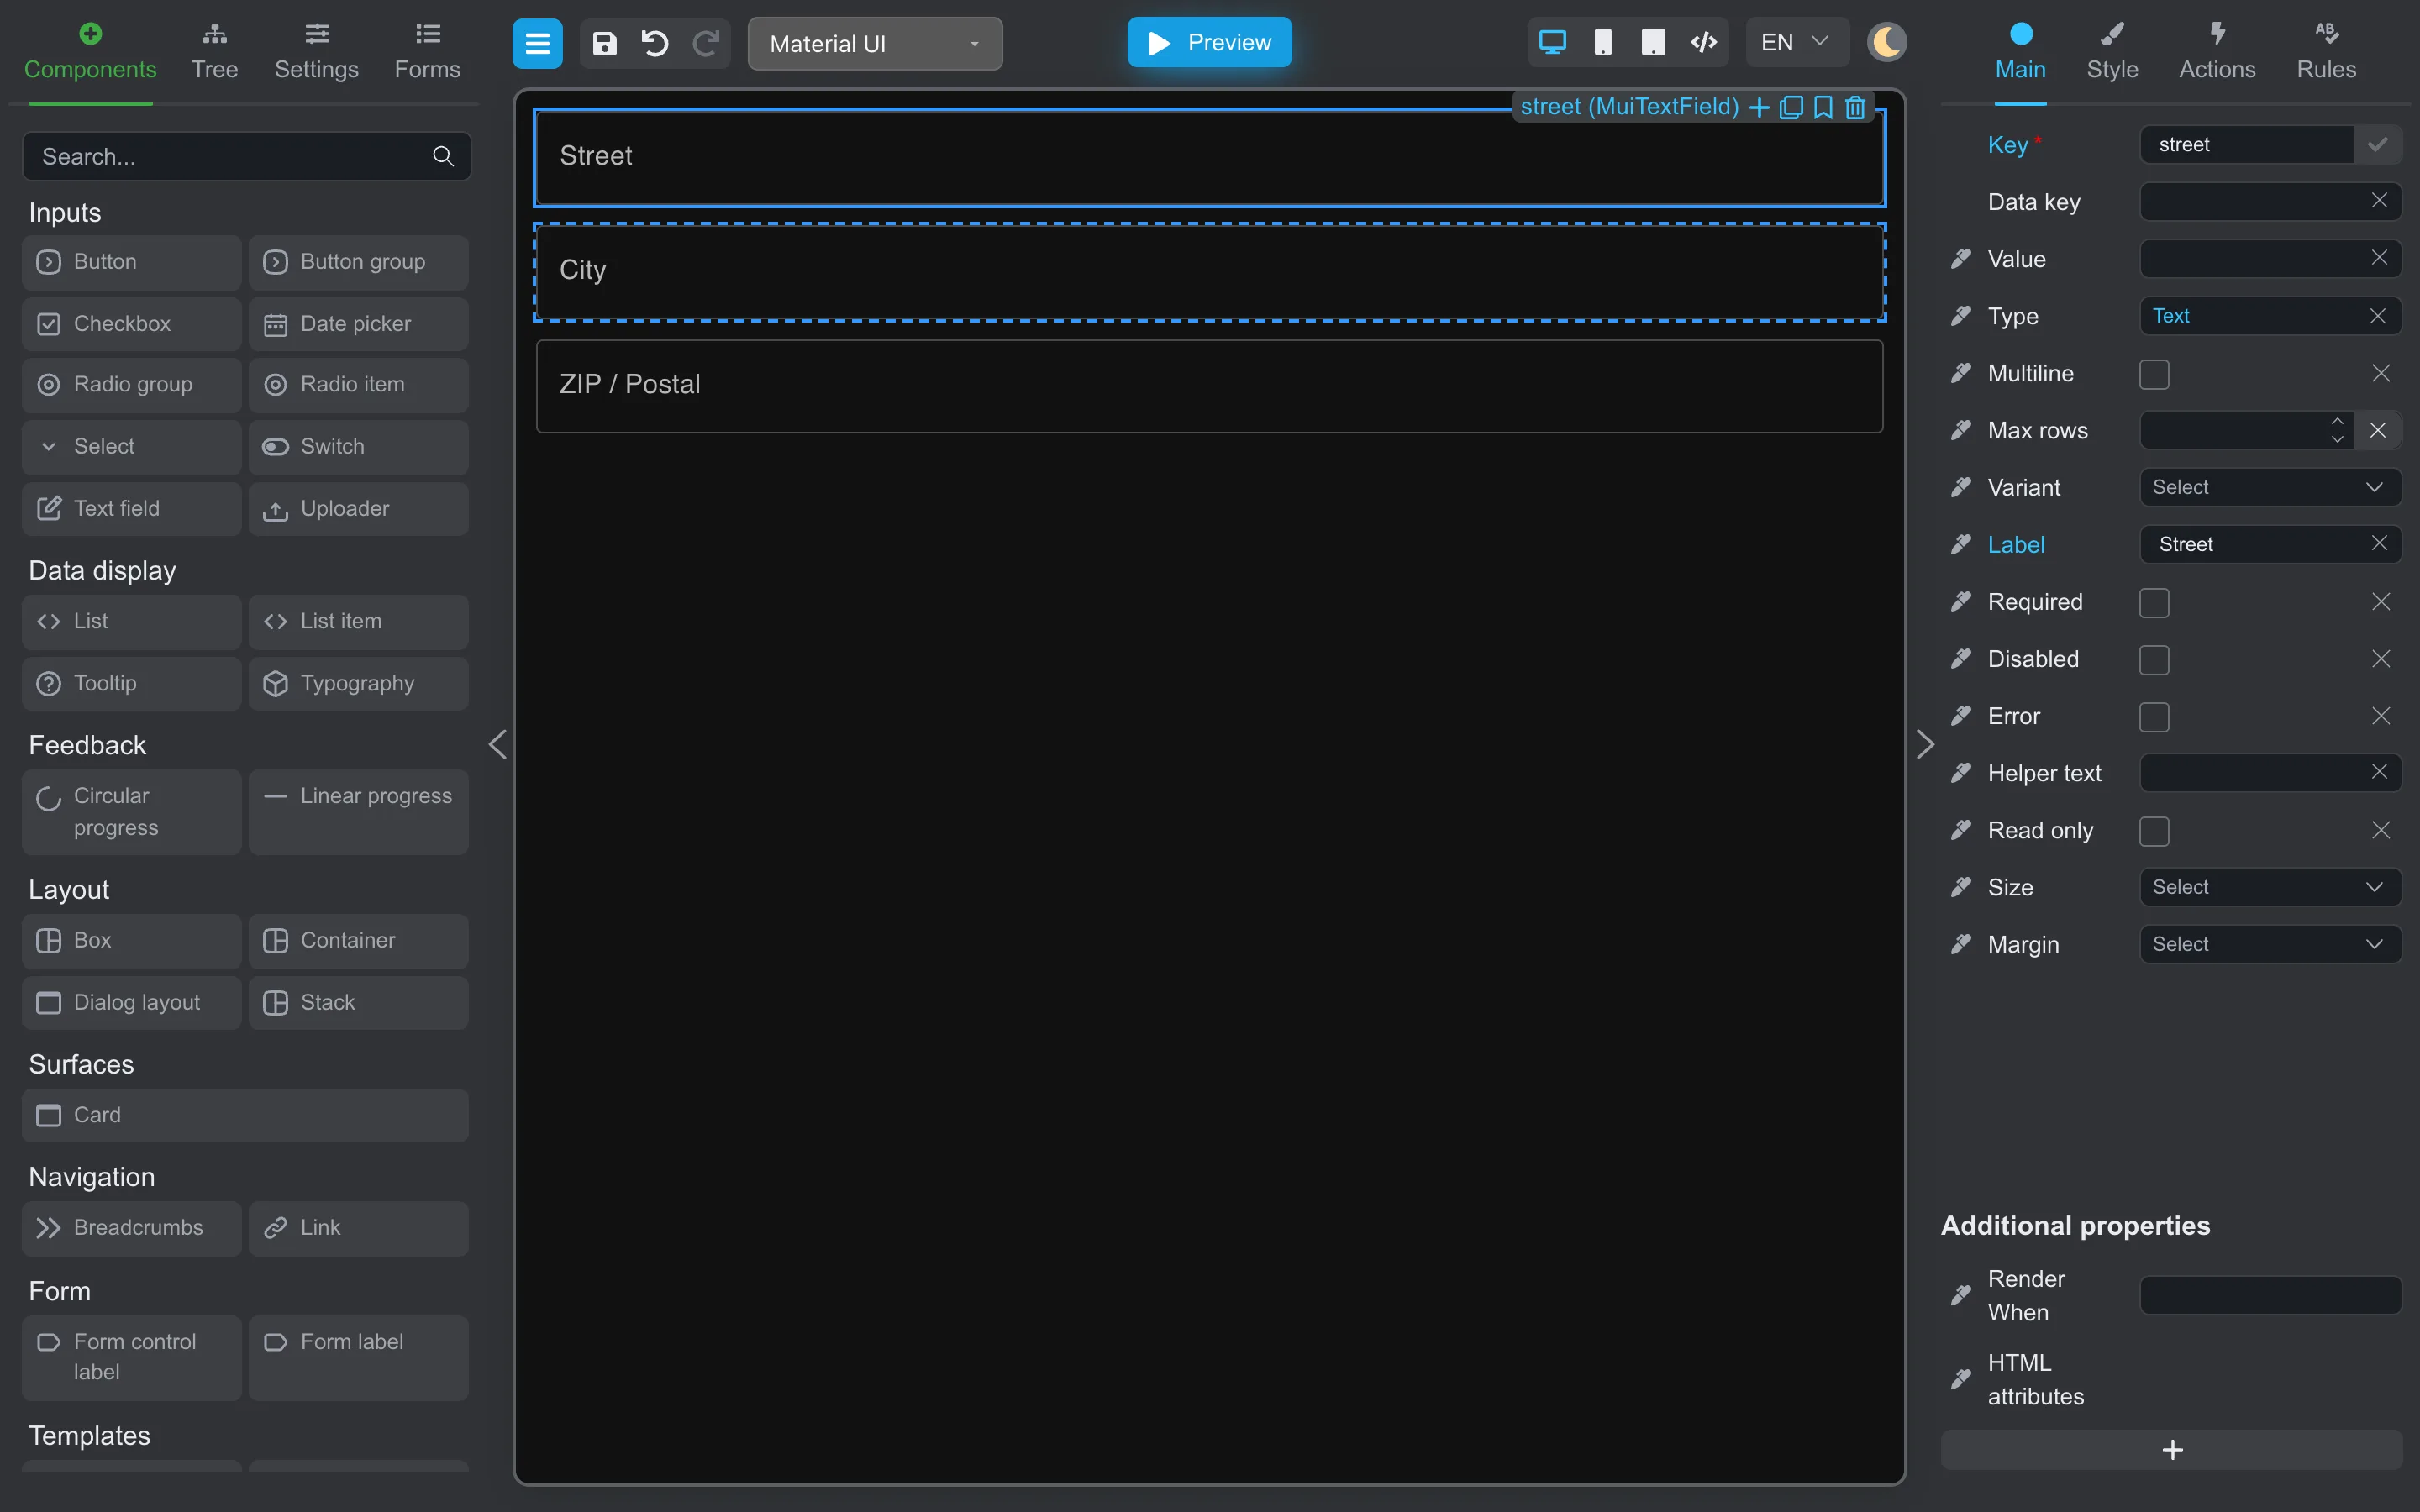 Components
Tree
Settings
Forms
Material UI
Preview
EN
Main
Style
Actions
Rules
Search...
Inputs
Button
Button group
Checkbox
Date picker
Radio group
Radio item
Select
Switch
Text field
Uploader
Data display
List
List item
Tooltip
Typography
Feedback
Circular
progress
Linear progress
Layout
Box
Container
Dialog layout
Stack
Surfaces
Card
Navigation
Breadcrumbs
Link
Form
Form control
label
Form label
Templates
street (MuiTextField)
Street
City
ZIP / Postal
Key *
street
Data key
Value
Type
Text
Multiline
Max rows
Variant
Select
Label
Street
Required
Disabled
Error
Helper text
Read only
Size
Select
Margin
Select
Additional properties
Render
When
HTML
attributes